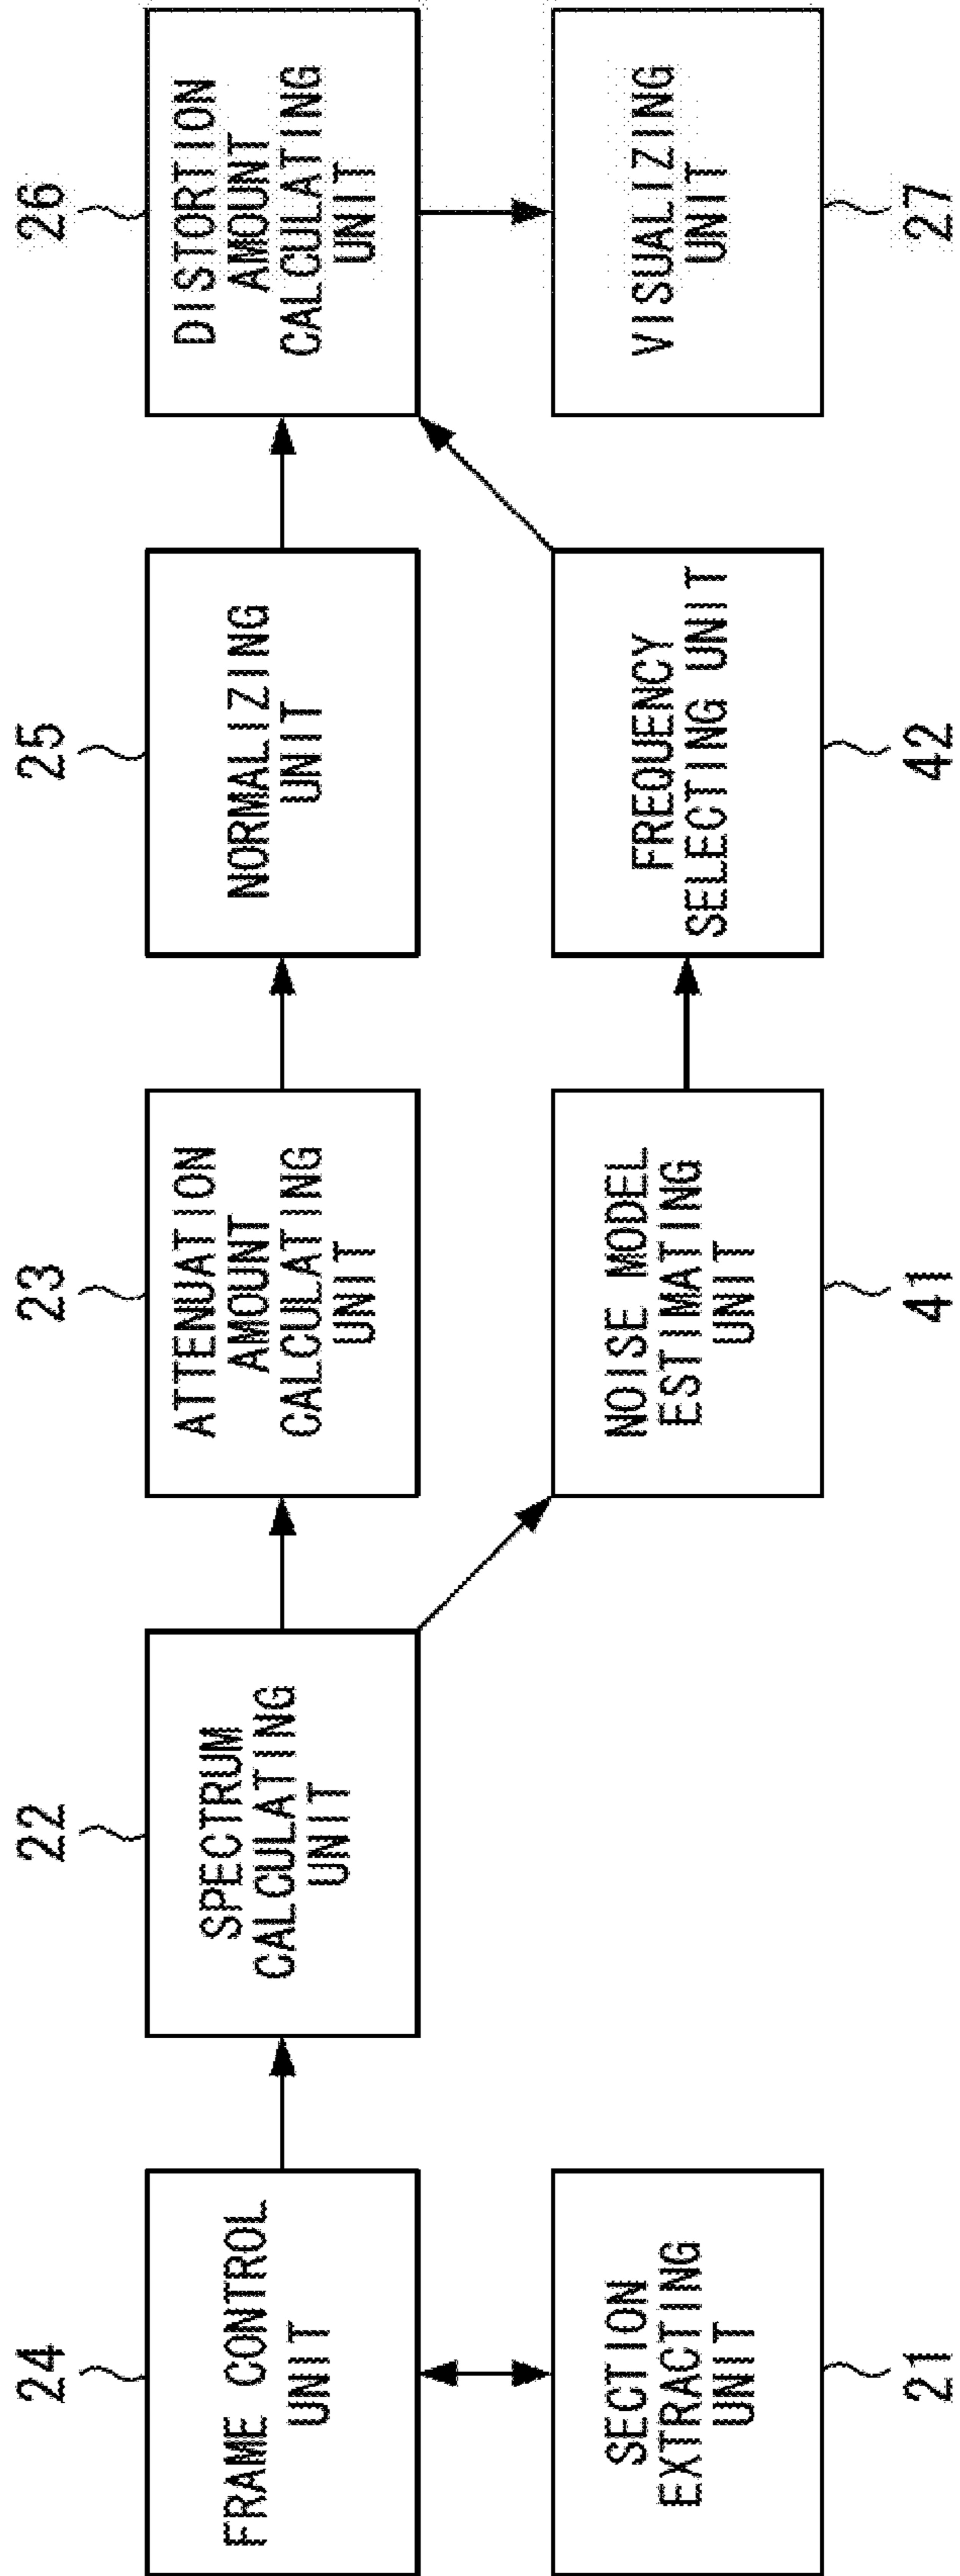 24
FRAME CONTROL
UNIT
22
SPECTRUM
CALCULATING
UNIT
23
ATTENUATION
AMOUNT
CALCULATING
UNIT
25
NORMALIZING
UNIT
26
DISTORTION
AMOUNT
CALCULATING
UNIT
SECTION
EXTRACTING
UNIT
21
NOISE MODEL
ESTIMATING
UNIT
41
FREQUENCY
SELECTING UNIT
42
VISUALIZING
UNIT
27